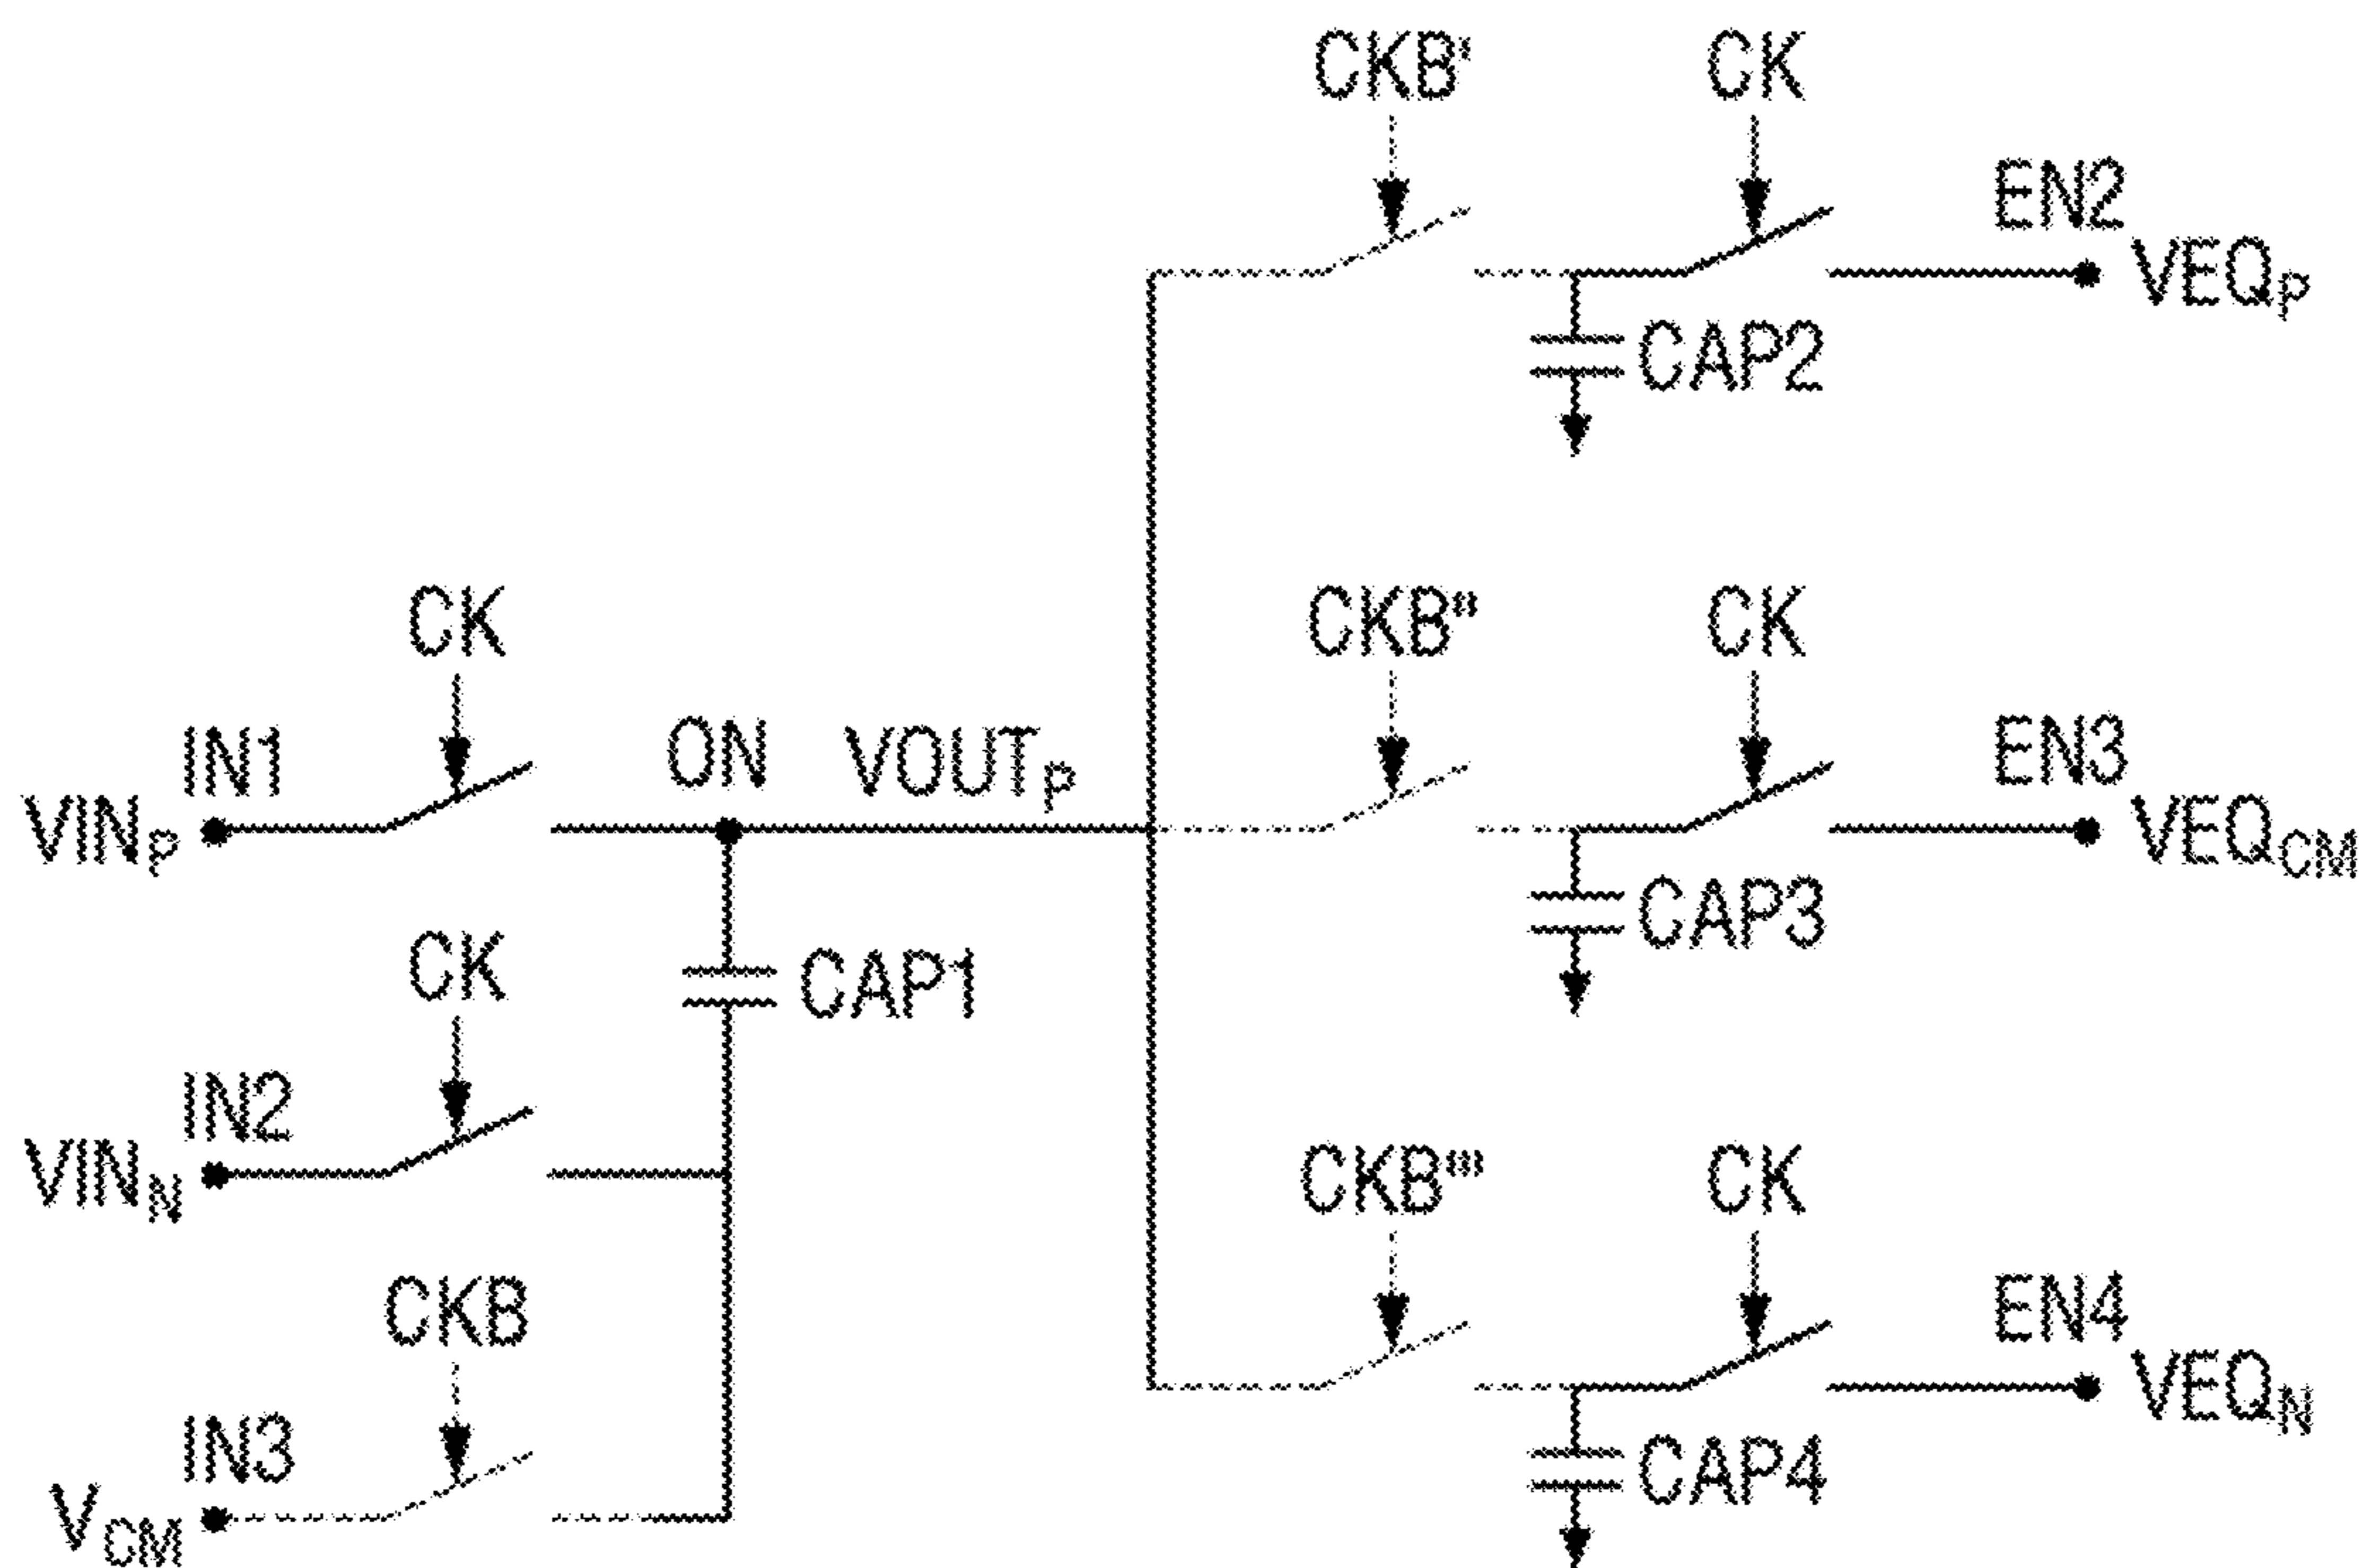 CKB' CK
EN2
VEQP
CAP2
CK CKB" CK
IN1 ON VOUTP EN3
VINP VEQCM
CAP3
CK CAP1
IN2
VINN
CKB''' CK
CKB EN4
VEQN
IN3 CAP4
VCM